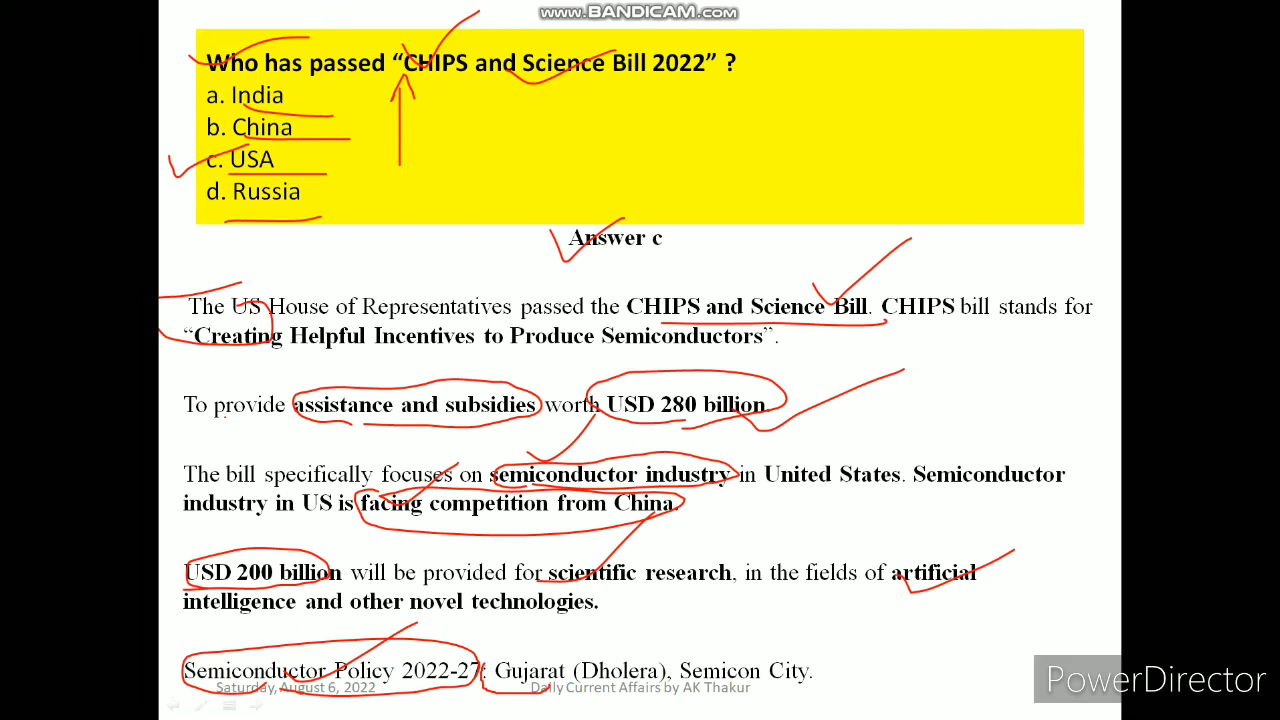 www.BANDICAM.com
Who has passed “CHIPS and Science Bill 2022” ?
a. India
b. China
c. USA
d. Russia
Answer c
The US House of Representatives passed the CHIPS and Science Bill. CHIPS bill stands for
“Creating Helpful Incentives to Produce Semiconductors”.
To provide assistance and subsidies worth USD 280 billion.
The bill specifically focuses on semiconductor industry in United States. Semiconductor
industry in US is facing competition from China.
USD 200 billion will be provided for scientific research, in the fields of artificial
intelligence and other novel technologies.
Semiconductor Policy 2022-27: Gujarat (Dholera), Semicon City.
Saturday, August 6, 2022 Daily Current Affairs by AK Thakur
PowerDirector